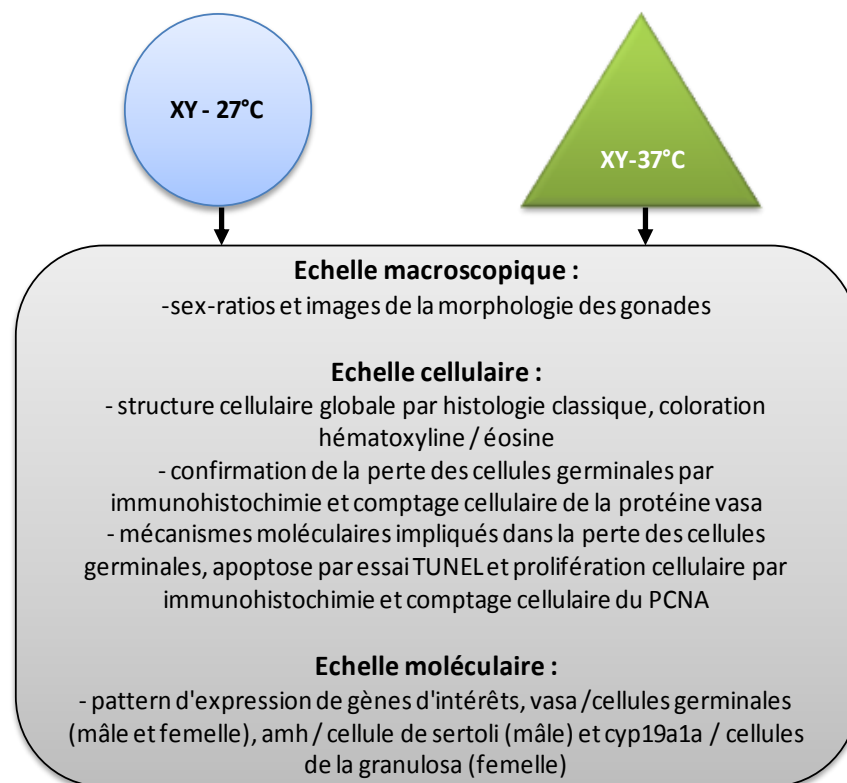 XY - 27°C
XY-37°C
Echelle macroscopique :
-sex-ratios et images de la morphologie des gonades
Echelle cellulaire :
- structure cellulaire globale par histologie classique, coloration
hématoxyline / éosine
- confirmation de la perte des cellules germinales par
immunohistochimie et comptage cellulaire de la protéine vasa
- mécanismes moléculaires impliqués dans la perte des cellules
germinales, apoptose par essai TUNEL et prolifération cellulaire par
immunohistochimie et comptage cellulaire du PCNA
Echelle moléculaire :
- pattern d'expression de gènes d'intérêts, vasa /cellules germinales
(mâle et femelle), amh / cellule de sertoli (mâle) et cyp19a1a / cellules
de la granulosa (femelle)